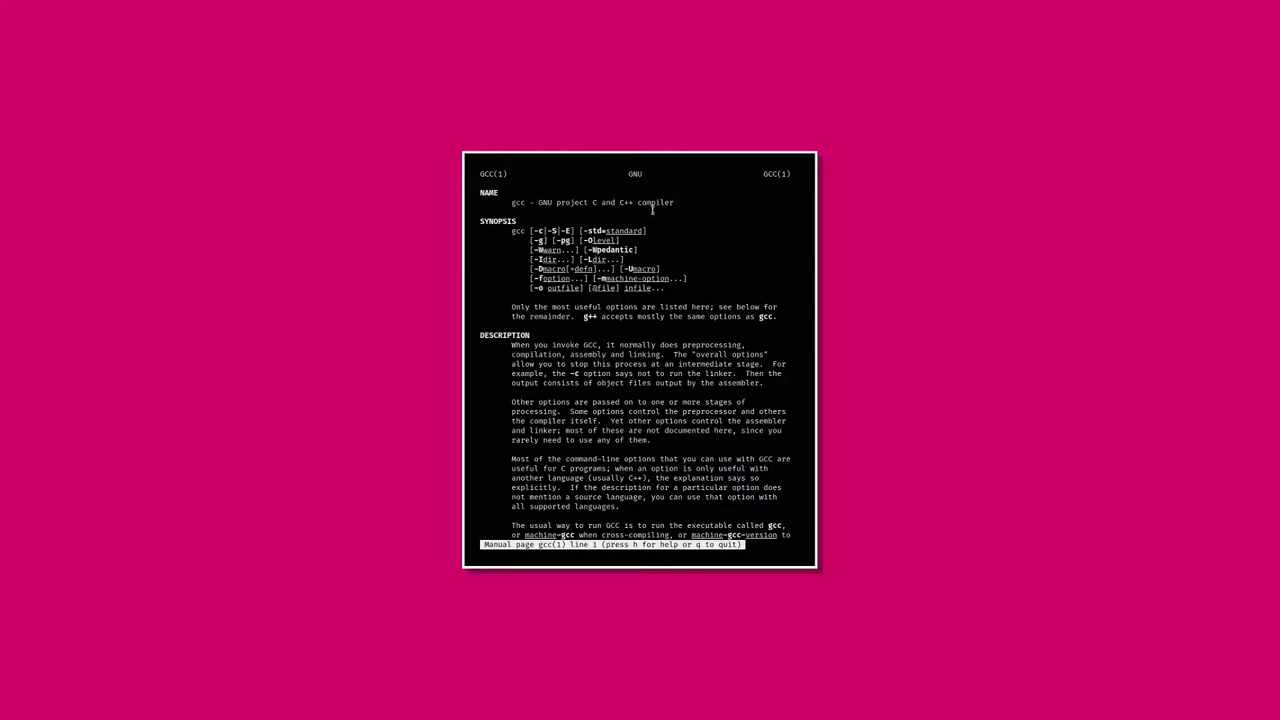 GCC(1) GNU GCC(1)
NAME
gcc - GNU project C and C++ compiler
SYNOPSIS
gcc [-c|-S|-E] [-std=standard]
[-g] [-pg] [-Olevel]
[-Wwarn...] [-Wpedantic]
[-Idir...] [-Ldir...]
[-Dmacro[=defn]...] [-Umacro]
[-foption...] [-mmachine-option...]
[-o outfile] [@file] infile...
Only the most useful options are listed here; see below for
the remainder. g++ accepts mostly the same options as gcc.
DESCRIPTION
When you invoke GCC, it normally does preprocessing,
compilation, assembly and linking. The "overall options"
allow you to stop this process at an intermediate stage. For
example, the -c option says not to run the linker. Then the
output consists of object files output by the assembler.
Other options are passed on to one or more stages of
processing. Some options control the preprocessor and others
the compiler itself. Yet other options control the assembler
and linker; most of these are not documented here, since you
rarely need to use any of them.
Most of the command-line options that you can use with GCC are
useful for C programs; when an option is only useful with
another language (usually C++), the explanation says so
explicitly. If the description for a particular option does
not mention a source language, you can use that option with
all supported languages.
The usual way to run GCC is to run the executable called gcc,
or machine-gcc when cross-compiling, or machine-gcc-version to
Manual page gcc(1) line 1 (press h for help or q to quit)